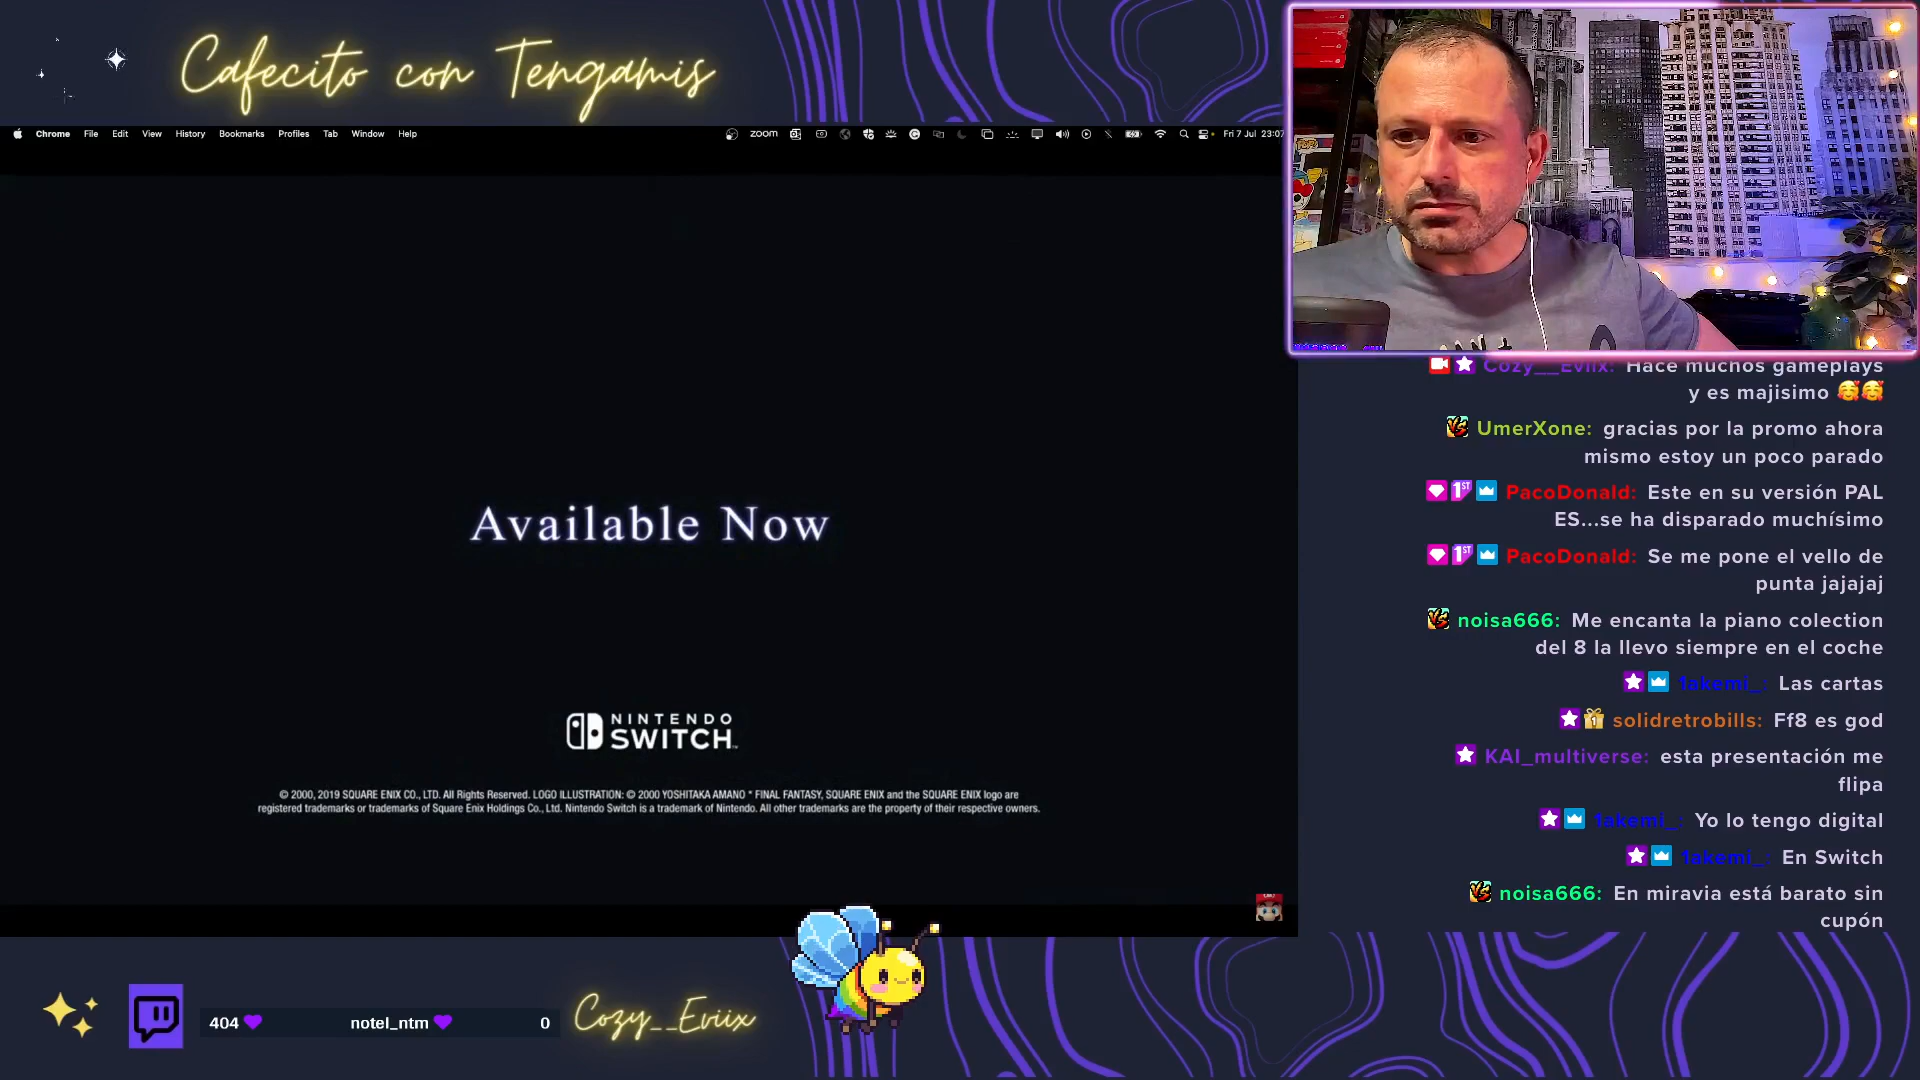 Cafecito con Tengamis
Chrome File Edit View History Bookmarks Profiles Tab Window Help
zoom Fri 7 Jul 23:07
Available Now
NINTENDO
SWITCH
© 2000, 2019 SQUARE ENIX CO., LTD. All Rights Reserved. LOGO ILLUSTRATION: © 2000 YOSHITAKA AMANO * FINAL FANTASY, SQUARE ENIX and the SQUARE ENIX logo are
registered trademarks or trademarks of Square Enix Holdings Co., Ltd. Nintendo Switch is a trademark of Nintendo. All other trademarks are the property of their respective owners.
Cozy__Eviix: Hace muchos gameplays
y es majisimo 🥰🥰
UmerXone: gracias por la promo ahora
mismo estoy un poco parado
PacoDonald: Este en su versión PAL
ES...se ha disparado muchísimo
PacoDonald: Se me pone el vello de
punta jajajaj
noisa666: Me encanta la piano colection
del 8 la llevo siempre en el coche
1akemi_: Las cartas
solidretrobills: Ff8 es god
KAI_multiverse: esta presentación me
flipa
1akemi_: Yo lo tengo digital
1akemi_: En Switch
noisa666: En miravia está barato sin
cupón
404 💜 notel_ntm 💜 0
Cozy__Eviix